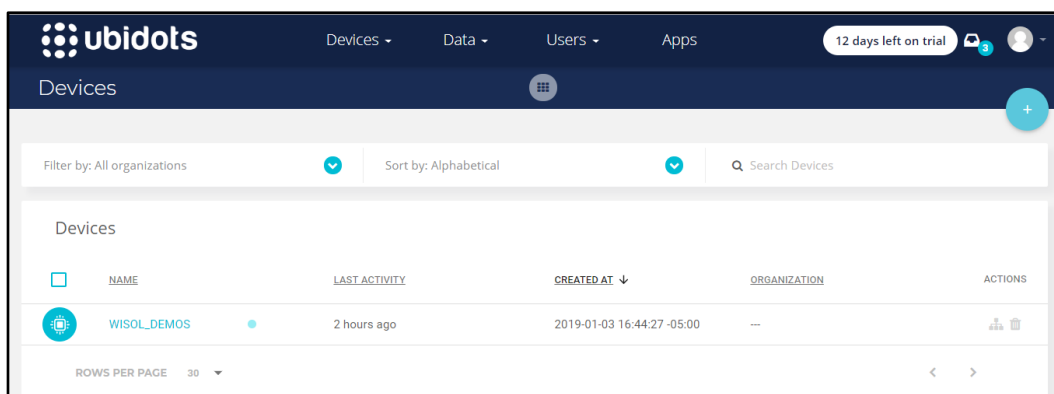 ubidots Devices Data Users Apps 12 days left on trial 3
Devices
+
Filter by: All organizations Sort by: Alphabetical Search Devices
Devices
NAME LAST ACTIVITY CREATED AT ORGANIZATION ACTIONS
WISOL_DEMOS 2 hours ago 2019-01-03 16:44:27 -05:00 ---
ROWS PER PAGE 30